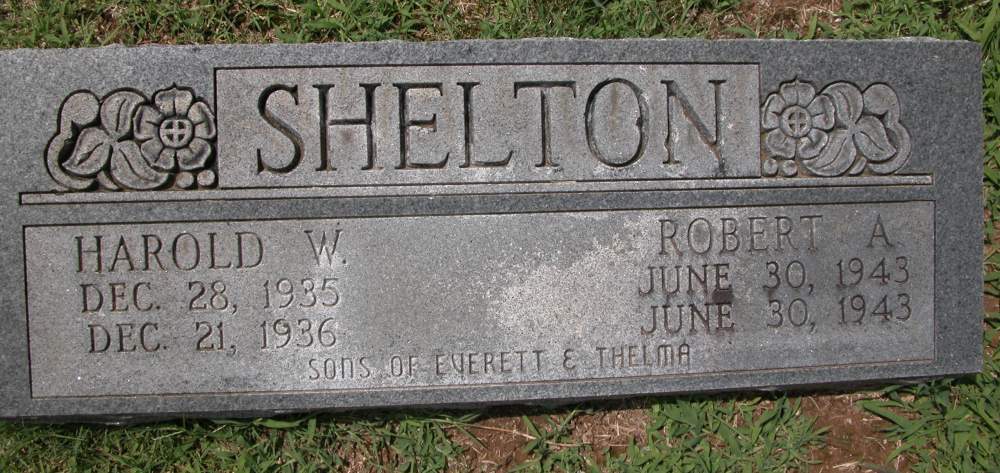 SHELTON
HAROLD W.
DEC. 28, 1935
DEC. 21, 1936
ROBERT A
JUNE 30, 1943
JUNE 30, 1943
SONS OF EVERETT & THELMA